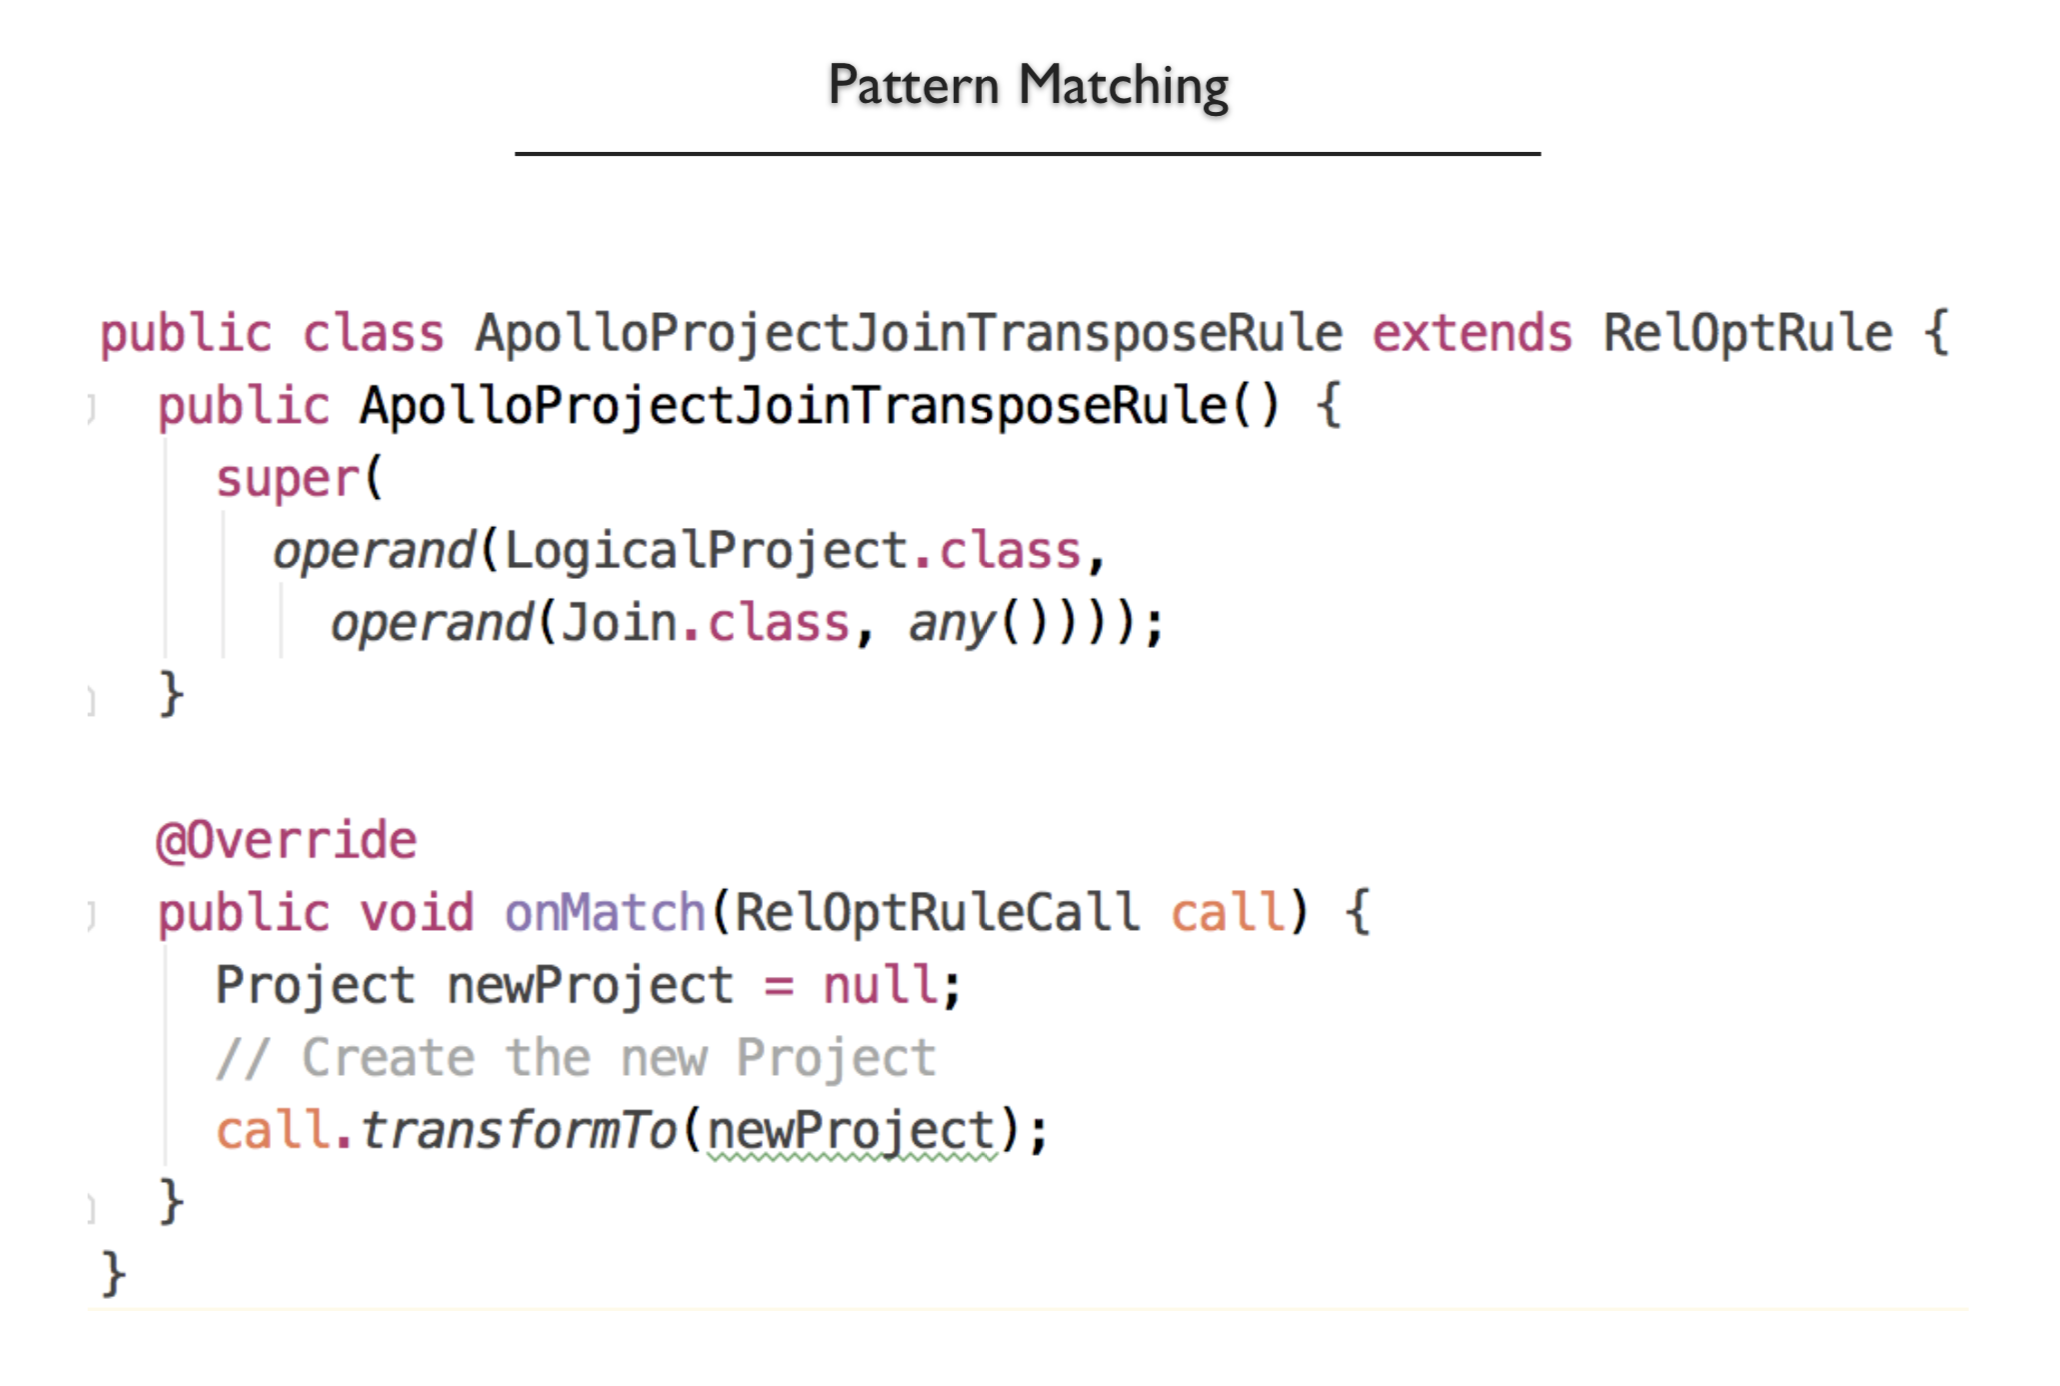 Pattern Matching
public class ApolloProjectJoinTransposeRule extends RelOptRule {
public ApolloProjectJoinTransposeRule() {
super(
operand(LogicalProject.class,
operand(Join.class, any())));
}
@Override
public void onMatch(RelOptRuleCall call) {
Project newProject = null;
// Create the new Project
call.transformTo(newProject);
}
}